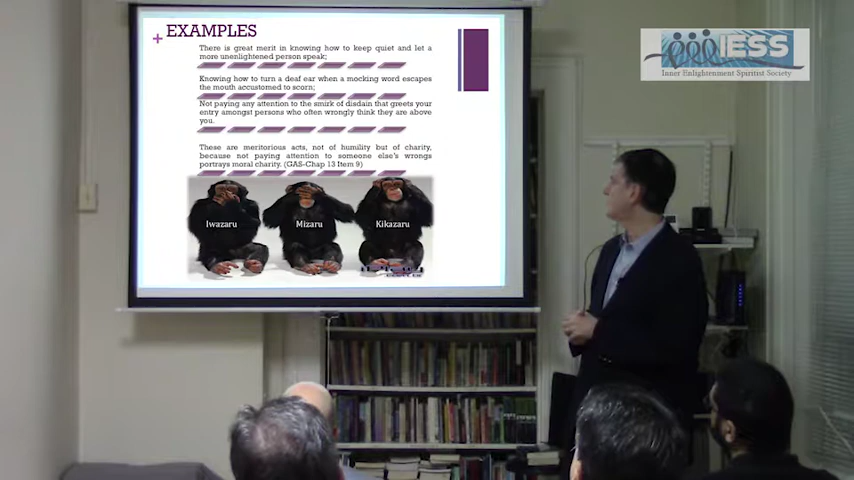 + EXAMPLES
There is great merit in knowing how to keep quiet and let a
more unenlightened person speak;
Knowing how to turn a deaf ear when a mocking word escapes
the mouth accustomed to scorn;
Not paying any attention to the smirk of disdain that greets your
entry amongst persons who often wrongly think they are above
you.
These are meritorious acts, not of humility but of charity,
because not paying attention to someone else's wrongs
portrays moral charity. (GAS-Chap 13 Item 9)
Iwazaru
Mizaru
Kikazaru
IESS
Inner Enlightenment Spiritist Society